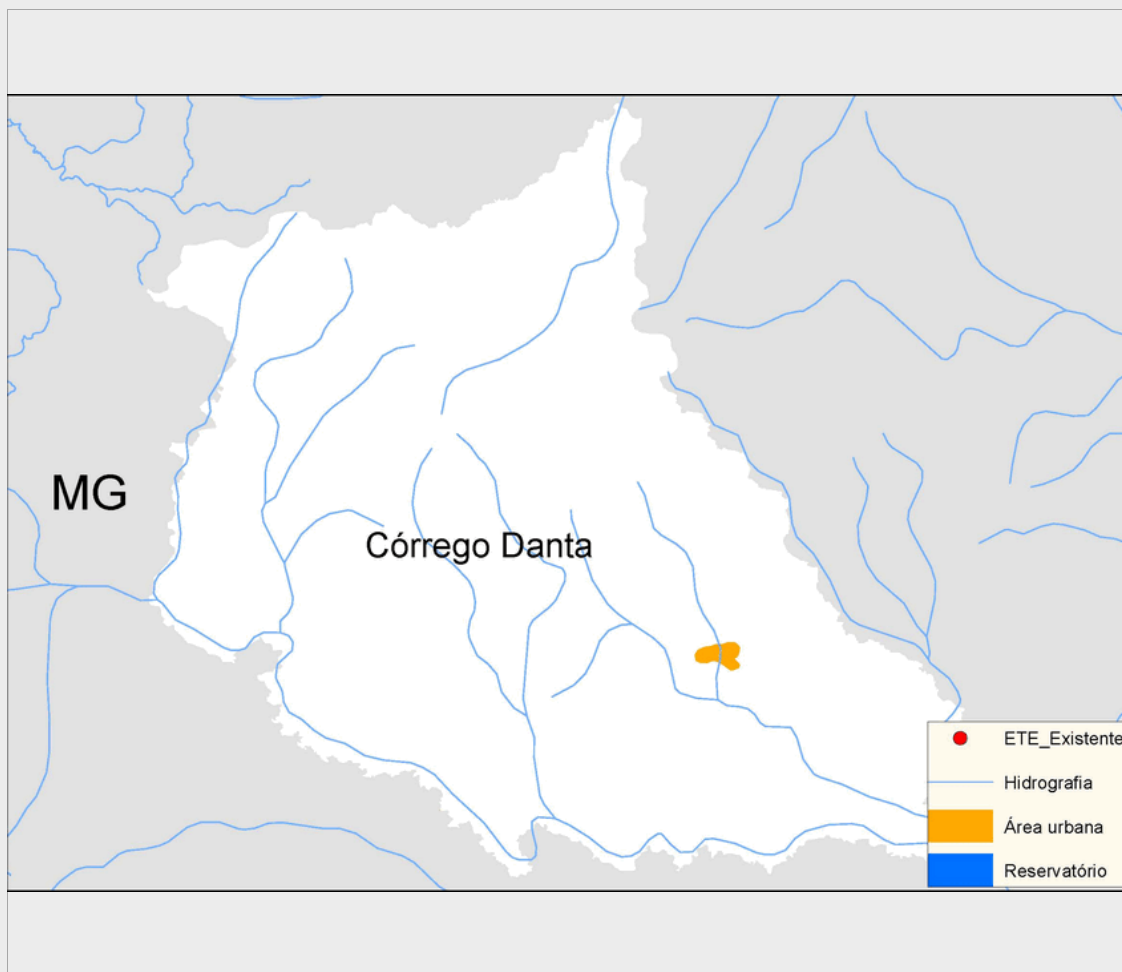 MG
Córrego Danta
ETE_Existente
Hidrografia
Área urbana
Reservatório